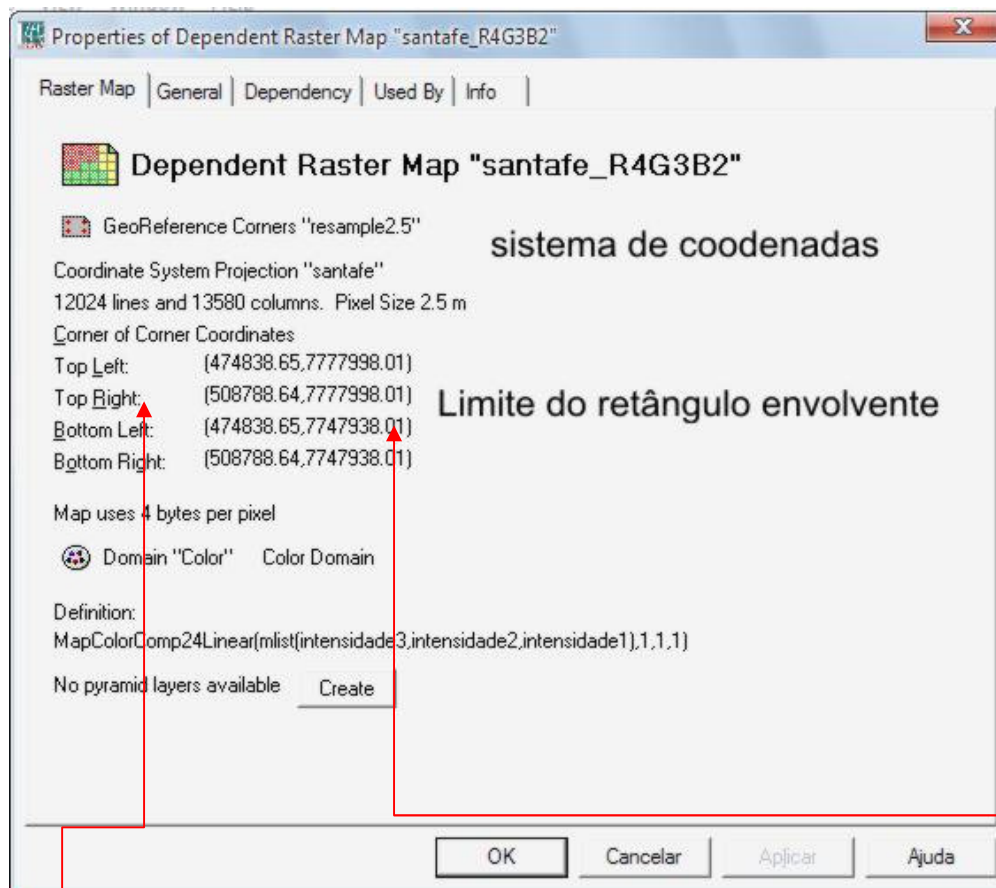 Properties of Dependent Raster Map "santafe_R4G3B2"
Raster Map General Dependency Used By Info
Dependent Raster Map "santafe_R4G3B2"
GeoReference Corners "resample2.5"
sistema de coodenadas
Coordinate System Projection "santafe"
12024 lines and 13580 columns. Pixel Size 2.5 m
Corner of Corner Coordinates
Top Left: (474838.65,7777998.01)
Top Right: (508788.64,7777998.01)
Limite do retângulo envolvente
Bottom Left: (474838.65,7747938.01)
Bottom Right: (508788.64,7747938.01)
Map uses 4 bytes per pixel
Domain "Color" Color Domain
Definition:
MapColorComp24Linear(mlist(intensidade3,intensidade2,intensidade1),1,1,1)
No pyramid layers available Create
OK Cancelar Aplicar Ajuda